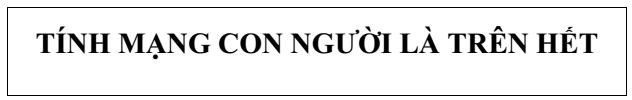 TÍNH MẠNG CON NGƯỜI LÀ TRÊN HẾT